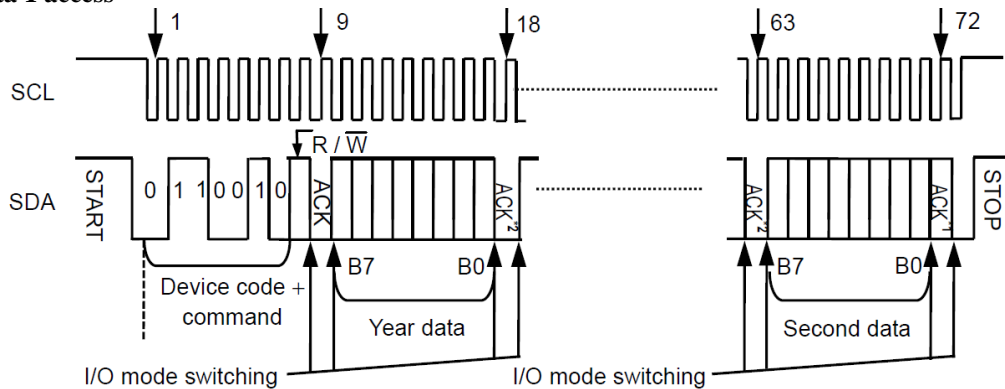 1 9 18 63 72
SCL
R / W
SDA START 0 1 1 0 0 1 0 ACK ACK*2 ACK*2 ACK*1 STOP
B7 B0 B7 B0
Device code +
command
Year data Second data
I/O mode switching I/O mode switching